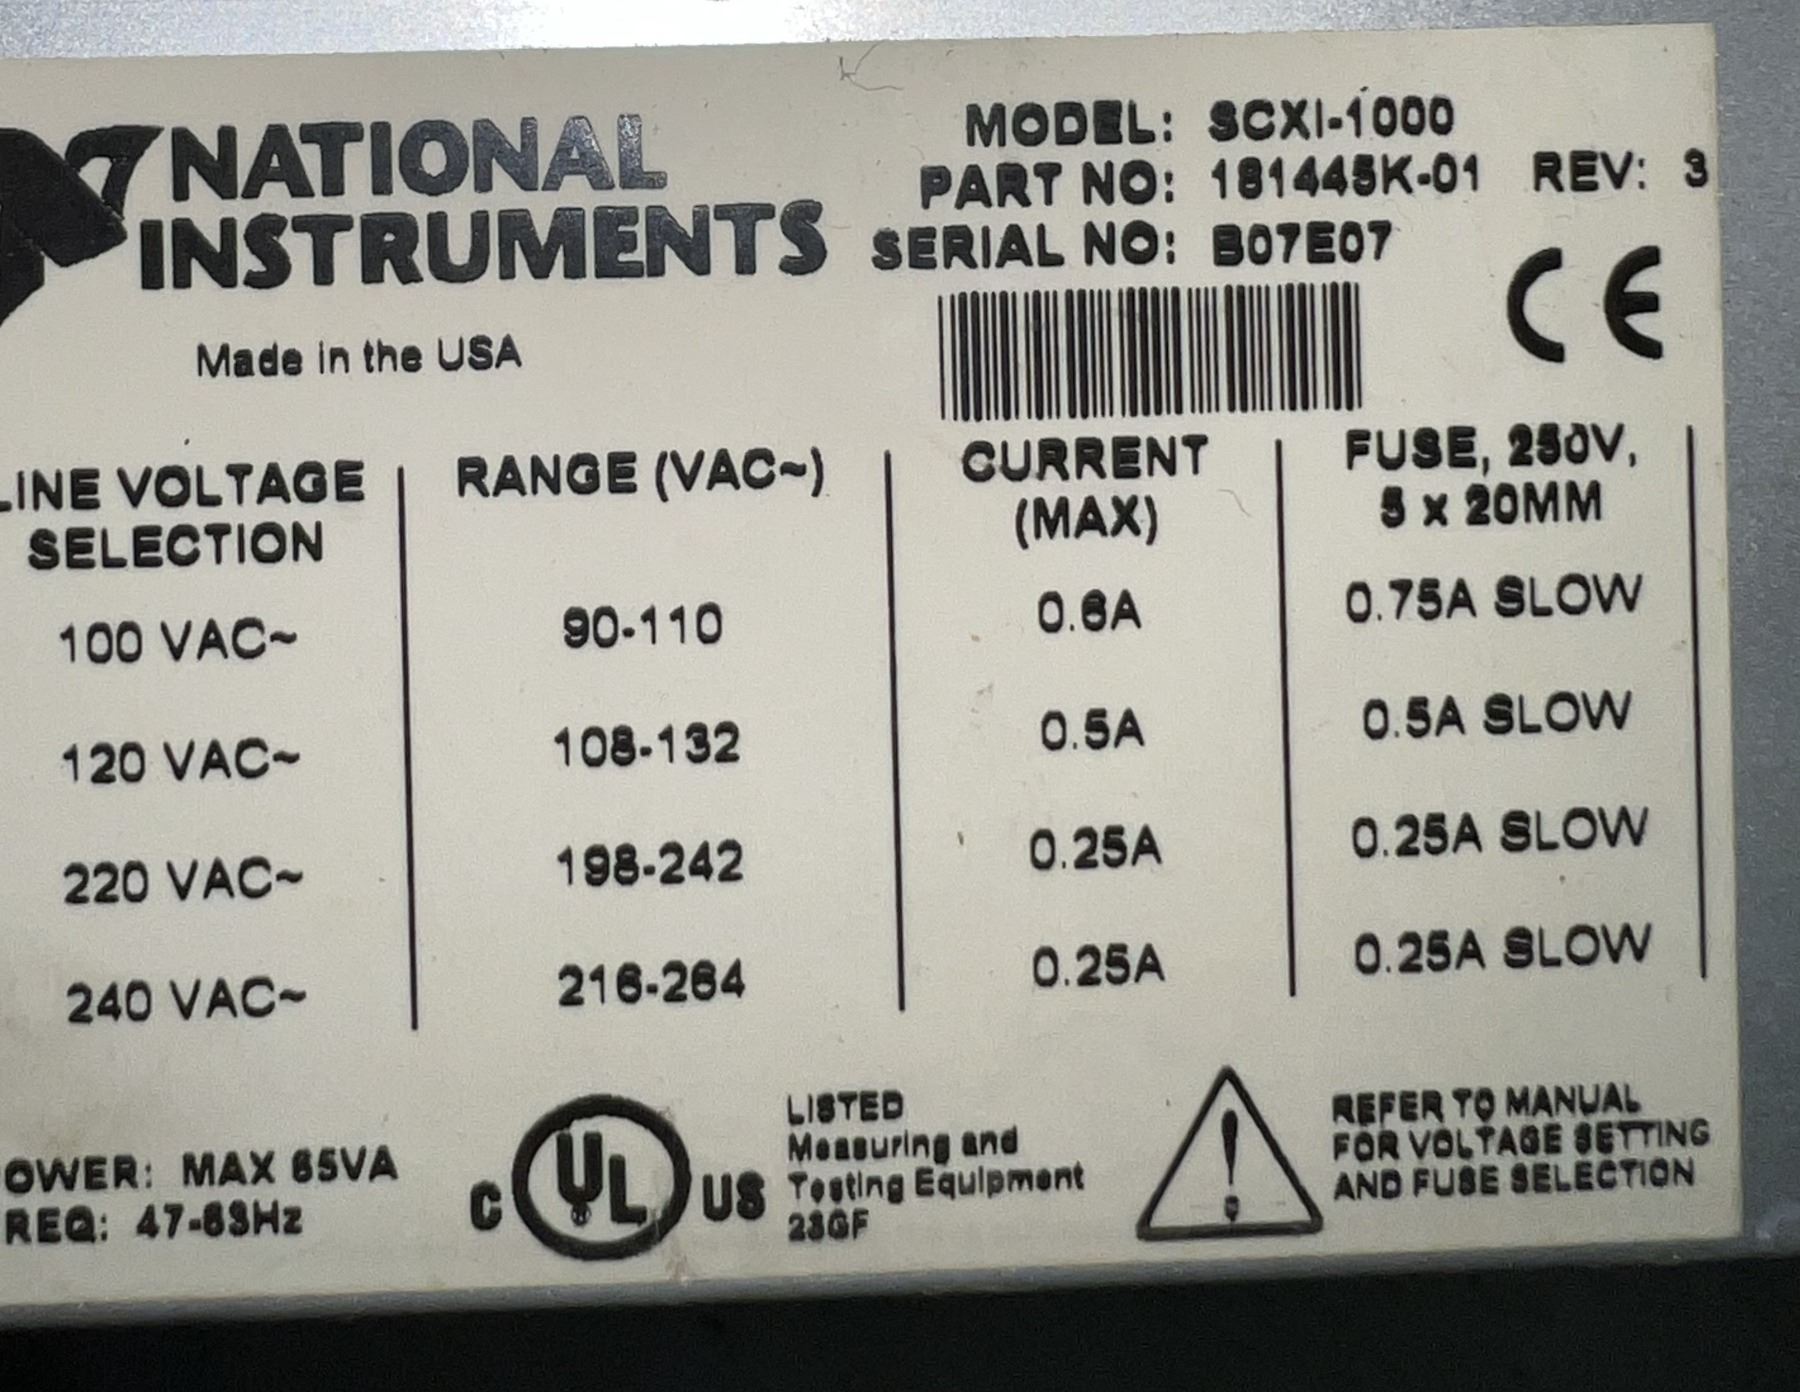 NATIONAL
INSTRUMENTS
Made in the USA
MODEL: SCXI-1000
PART NO: 181445K-01 REV: 3
SERIAL NO: B07E07
CE
LINE VOLTAGE SELECTION RANGE (VAC~) CURRENT (MAX) FUSE, 250V, 5 x 20MM
100 VAC~ 90-110 0.6A 0.75A SLOW
120 VAC~ 108-132 0.5A 0.5A SLOW
220 VAC~ 198-242 0.25A 0.25A SLOW
240 VAC~ 216-264 0.25A 0.25A SLOW
OWER: MAX 65VA
REQ: 47-63Hz
C UL US
®
LISTED
Measuring and
Testing Equipment
23GF
!
REFER TO MANUAL
FOR VOLTAGE SETTING
AND FUSE SELECTION